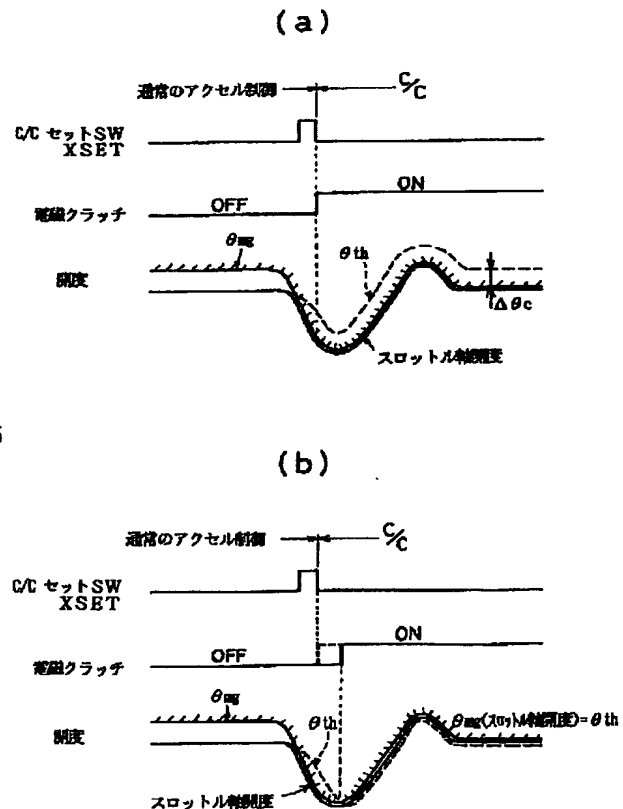 (a)
通常のアクセル制御
C/C
C/C セットSW
XSET
電磁クラッチ
OFF
ON
θmg
θth
開度
Δθc
スロットル軸開度
(b)
通常のアクセル制御
C/C
C/C セットSW
XSET
電磁クラッチ
OFF
ON
θmg
θth
θmg(スロットル軸開度)=θth
開度
スロットル軸開度